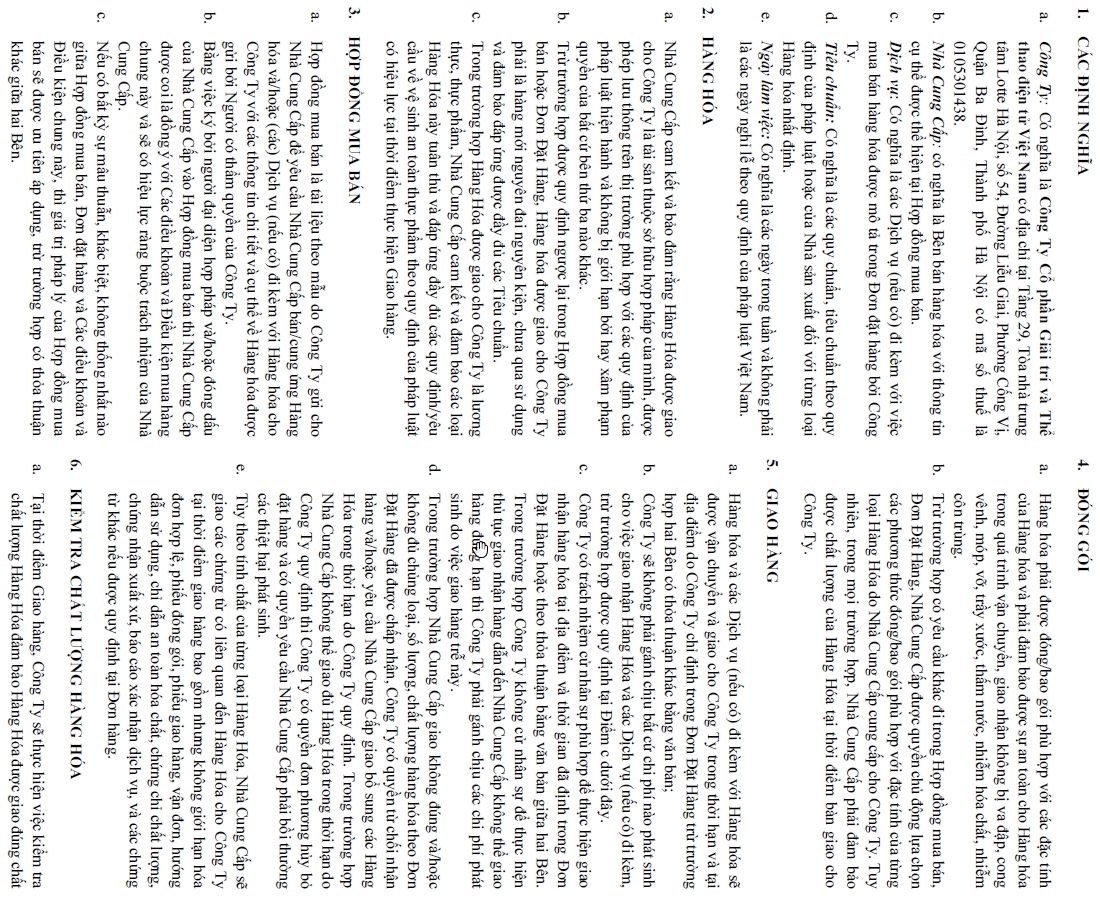 1. CÁC ĐỊNH NGHĨA
a. Công Ty: Có nghĩa là Công Ty Cổ phần Giải trí và Thể
thao điện tử Việt Nam có địa chỉ tại Tầng 29, Tòa nhà trung
tâm Lotte Hà Nội, số 54, Đường Liễu Giai, Phường Cống Vị,
Quận Ba Đình, Thành phố Hà Nội có mã số thuế là
0105301438.
b. Nhà Cung Cấp: có nghĩa là Bên bán hàng hóa với thông tin
cụ thể được thể hiện tại Hợp đồng mua bán.
c. Dịch vụ: Có nghĩa là các Dịch vụ (nếu có) đi kèm với việc
mua bán hàng hóa được mô tả trong Đơn đặt hàng bởi Công
Ty.
d. Tiêu chuẩn: Có nghĩa là các quy chuẩn, tiêu chuẩn theo quy
định của pháp luật hoặc của Nhà sản xuất đối với từng loại
Hàng hóa nhất định.
e. Ngày làm việc: Có nghĩa là các ngày trong tuần và không phải
là các ngày nghỉ lễ theo quy định của pháp luật Việt Nam.
2. HÀNG HÓA
a. Nhà Cung Cấp cam kết và bảo đảm rằng Hàng Hóa được giao
cho Công Ty là tài sản thuộc sở hữu hợp pháp của mình, được
phép lưu thông trên thị trường phù hợp với các quy định của
pháp luật hiện hành và không bị giới hạn bởi hay xâm phạm
quyền của bất cứ bên thứ ba nào khác.
b. Trừ trường hợp được quy định ngược lại trong Hợp đồng mua
bán hoặc Đơn Đặt Hàng, Hàng hóa được giao cho Công Ty
phải là hàng mới nguyên đai nguyên kiện, chưa qua sử dụng
và đảm bảo đáp ứng được đầy đủ các Tiêu chuẩn.
c. Trong trường hợp Hàng Hóa được giao cho Công Ty là lương
thực, thực phẩm, Nhà Cung Cấp cam kết và đảm bảo các loại
Hàng Hóa này tuân thủ và đáp ứng đầy đủ các quy định/yêu
cầu về vệ sinh an toàn thực phẩm theo quy định của pháp luật
có hiệu lực tại thời điểm thực hiện Giao hàng.
3. HỢP ĐỒNG MUA BÁN
a. Hợp đồng mua bán là tài liệu theo mẫu do Công Ty gửi cho
Nhà Cung Cấp để yêu cầu Nhà Cung Cấp bán/cung ứng Hàng
hóa và/hoặc (các) Dịch vụ (nếu có) đi kèm với Hàng hóa cho
Công Ty với các thông tin chi tiết và cụ thể về Hàng hóa được
gửi bởi Người có thẩm quyền của Công Ty.
b. Bằng việc ký bởi người đại diện hợp pháp và/hoặc đóng dấu
của Nhà Cung Cấp vào Hợp đồng mua bán thì Nhà Cung Cấp
được coi là đồng ý với Các điều khoản và Điều kiện mua hàng
chung này và sẽ có hiệu lực ràng buộc trách nhiệm của Nhà
Cung Cấp.
c. Nếu có bất kỳ sự mâu thuẫn, khác biệt, không thống nhất nào
giữa Hợp đồng mua bán, Đơn đặt hàng và Các điều khoản và
Điều kiện chung này, thì giá trị pháp lý của Hợp đồng mua
bán sẽ được ưu tiên áp dụng, trừ trường hợp có thỏa thuận
khác giữa hai Bên.
4. ĐÓNG GÓI
a. Hàng hóa phải được đóng/bao gói phù hợp với các đặc tính
của Hàng hóa và phải đảm bảo được sự an toàn cho Hàng hóa
trong quá trình vận chuyển, giao nhận không bị va đập, cong
vênh, móp, vỡ, trầy xước, thấm nước, nhiễm hóa chất, nhiễm
côn trùng.
b. Trừ trường hợp có yêu cầu khác đi trong Hợp đồng mua bán,
Đơn Đặt Hàng, Nhà Cung Cấp được quyền chủ động lựa chọn
các phương thức đóng/bao gói phù hợp với đặc tính của từng
loại Hàng Hóa do Nhà Cung Cấp cung cấp cho Công Ty. Tuy
nhiên, trong mọi trường hợp, Nhà Cung Cấp phải đảm bảo
được chất lượng của Hàng Hóa tại thời điểm bàn giao cho
Công Ty.
5. GIAO HÀNG
a. Hàng hóa và các Dịch vụ (nếu có) đi kèm với Hàng hóa sẽ
được vận chuyển và giao cho Công Ty trong thời hạn và tại
địa điểm do Công Ty chỉ định trong Đơn Đặt Hàng trừ trường
hợp hai Bên có thỏa thuận khác bằng văn bản;
b. Công Ty sẽ không phải gánh chịu bất cứ chi phí nào phát sinh
cho việc giao nhận Hàng Hóa và các Dịch vụ (nếu có) đi kèm,
trừ trường hợp được quy định tại Điểm c dưới đây.
c. Công Ty có trách nhiệm cử nhân sự phù hợp để thực hiện giao
nhận hàng hóa tại địa điểm và thời gian đã định trong Đơn
Đặt Hàng hoặc theo thỏa thuận bằng văn bản giữa hai Bên.
Trong trường hợp Công Ty không cử nhân sự để thực hiện
thủ tục giao nhận hàng dẫn đến Nhà Cung Cấp không thể giao
hàng đúng hạn thì Công Ty phải gánh chịu các chi phí phát
sinh do việc giao hàng trễ này.
d. Trong trường hợp Nhà Cung Cấp giao không đúng và/hoặc
không đủ chủng loại, số lượng, chất lượng hàng hóa theo Đơn
Đặt Hàng đã được chấp nhận, Công Ty có quyền từ chối nhận
hàng và/hoặc yêu cầu Nhà Cung Cấp giao bổ sung các Hàng
Hóa trong thời hạn do Công Ty quy định. Trong trường hợp
Nhà Cung Cấp không thể giao đủ Hàng Hóa trong thời hạn do
Công Ty quy định thì Công Ty có quyền đơn phương hủy bỏ
đặt hàng và có quyền yêu cầu Nhà Cung Cấp phải bồi thường
các thiệt hại phát sinh.
e. Tùy theo tính chất của từng loại Hàng Hóa, Nhà Cung Cấp sẽ
giao các chứng từ có liên quan đến Hàng Hóa cho Công Ty
tại thời điểm giao hàng bao gồm nhưng không giới hạn hóa
đơn hợp lệ, phiếu đóng gói, phiếu giao hàng, vận đơn, hướng
dẫn sử dụng, chỉ dẫn an toàn hóa chất, chứng chỉ chất lượng,
chứng nhận xuất xứ, báo cáo xác nhận dịch vụ, và các chứng
từ khác nếu được quy định tại Đơn hàng.
6. KIỂM TRA CHẤT LƯỢNG HÀNG HÓA
a. Tại thời điểm Giao hàng, Công Ty sẽ thực hiện việc kiểm tra
chất lượng Hàng Hóa đảm bảo Hàng Hóa được giao đúng chất